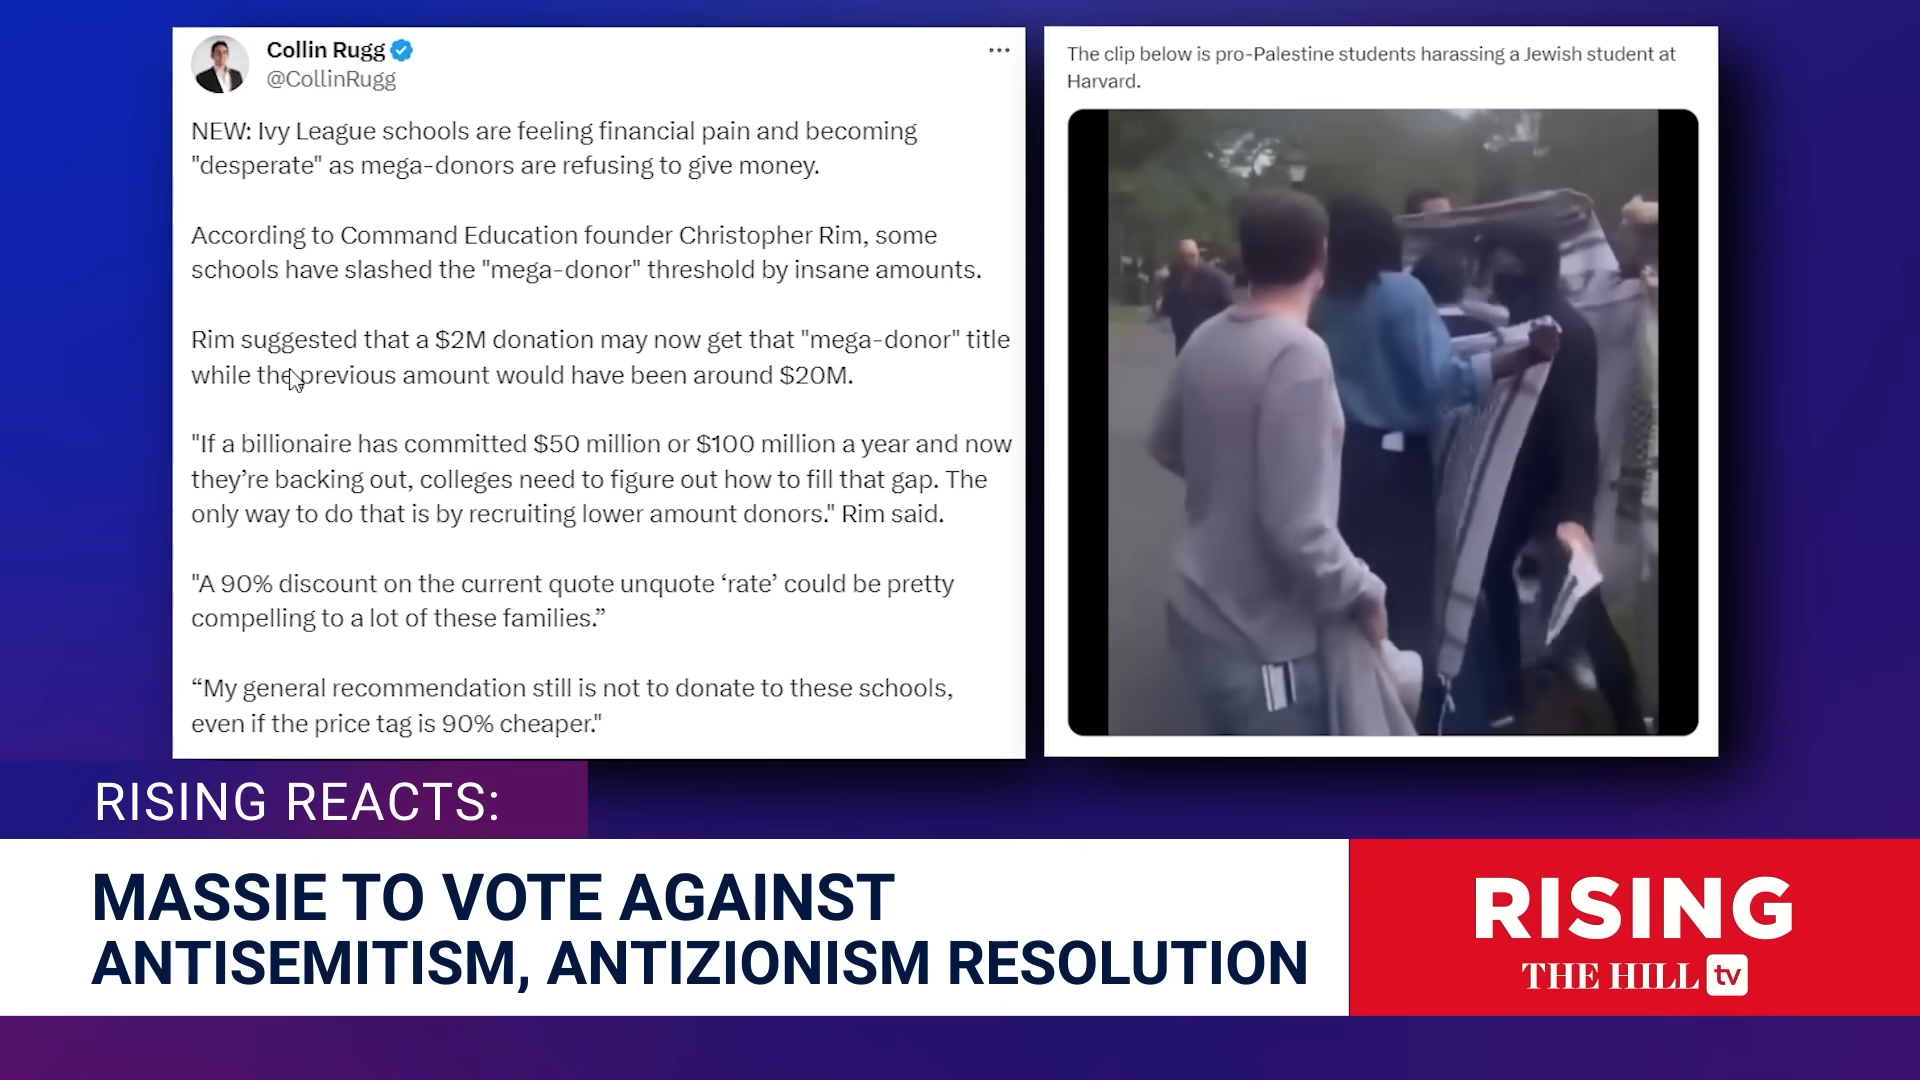 Collin Rugg
@CollinRugg
NEW: Ivy League schools are feeling financial pain and becoming
"desperate" as mega-donors are refusing to give money.
According to Command Education founder Christopher Rim, some
schools have slashed the "mega-donor" threshold by insane amounts.
Rim suggested that a $2M donation may now get that "mega-donor" title
while the previous amount would have been around $20M.
"If a billionaire has committed $50 million or $100 million a year and now
they’re backing out, colleges need to figure out how to fill that gap. The
only way to do that is by recruiting lower amount donors." Rim said.
"A 90% discount on the current quote unquote ‘rate’ could be pretty
compelling to a lot of these families.”
“My general recommendation still is not to donate to these schools,
even if the price tag is 90% cheaper."
The clip below is pro-Palestine students harassing a Jewish student at
Harvard.
RISING REACTS:
MASSIE TO VOTE AGAINST
ANTISEMITISM, ANTIZIONISM RESOLUTION
RISING
THE HILL tv